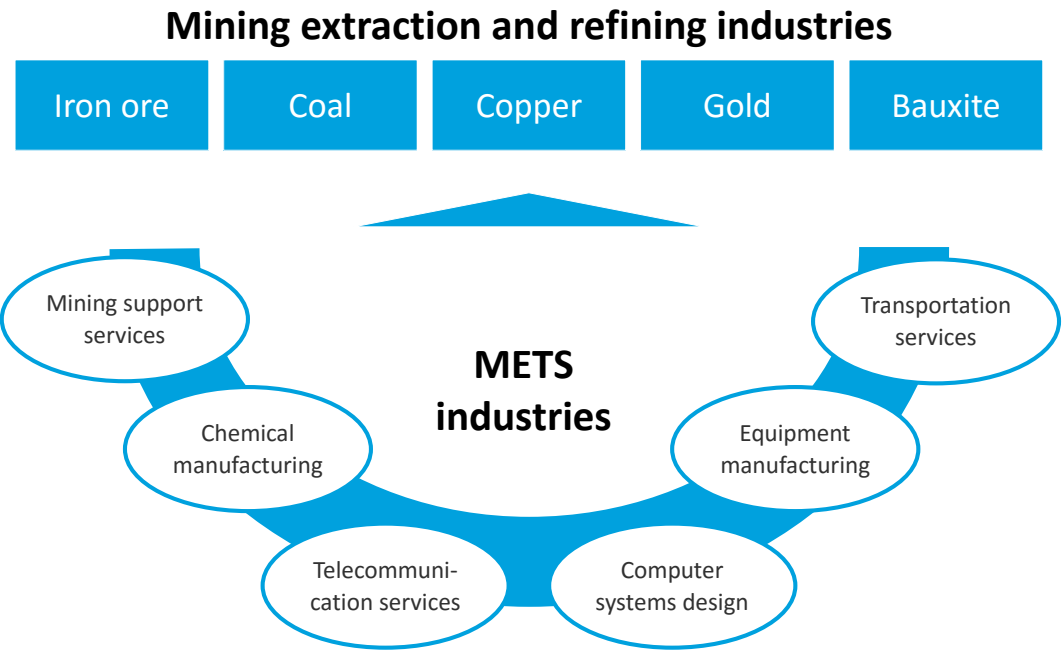 Mining extraction and refining industries
Iron ore
Coal
Copper
Gold
Bauxite
Mining support
services
Transportation
services
METS
industries
Chemical
manufacturing
Equipment
manufacturing
Telecommuni-
cation services
Computer
systems design